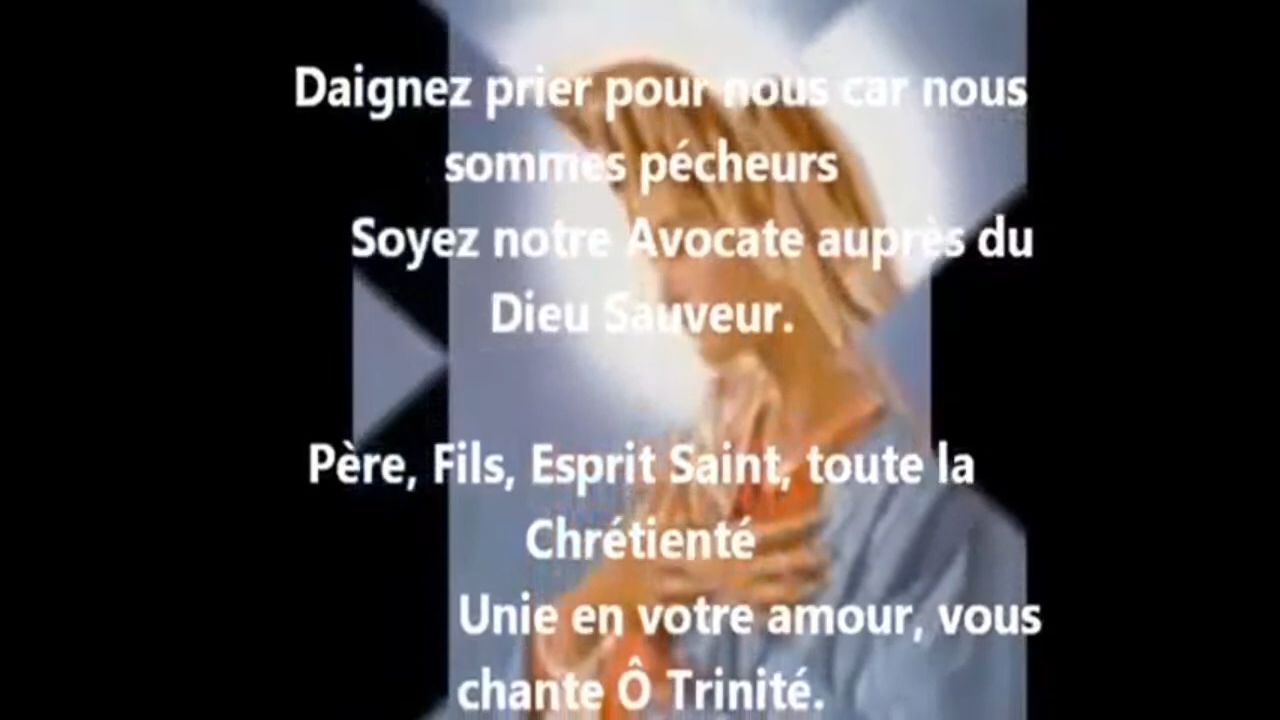 Daignez prier pour nous car nous
sommes pécheurs
Soyez notre Avocate auprès du
Dieu Sauveur.
Père, Fils, Esprit Saint, toute la
Chrétienté
Unie en votre amour, vous
chante Ô Trinité.